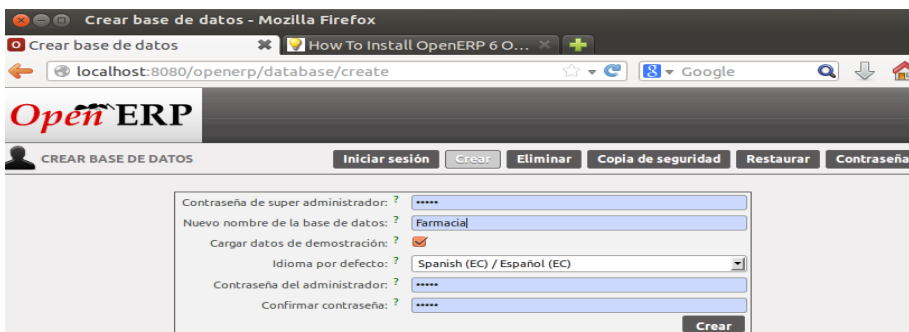 Crear base de datos - Mozilla Firefox
Crear base de datos How To Install OpenERP 6 O...
localhost:8080/openerp/database/create Google
Open ERP
CREAR BASE DE DATOS Iniciar sesión Crear Eliminar Copia de seguridad Restaurar Contraseña
Contraseña de super administrador: ? •••••
Nuevo nombre de la base de datos: ? Farmacia
Cargar datos de demostración: ?
Idioma por defecto: ? Spanish (EC) / Español (EC)
Contraseña del administrador: ? •••••
Confirmar contraseña: ? •••••
Crear